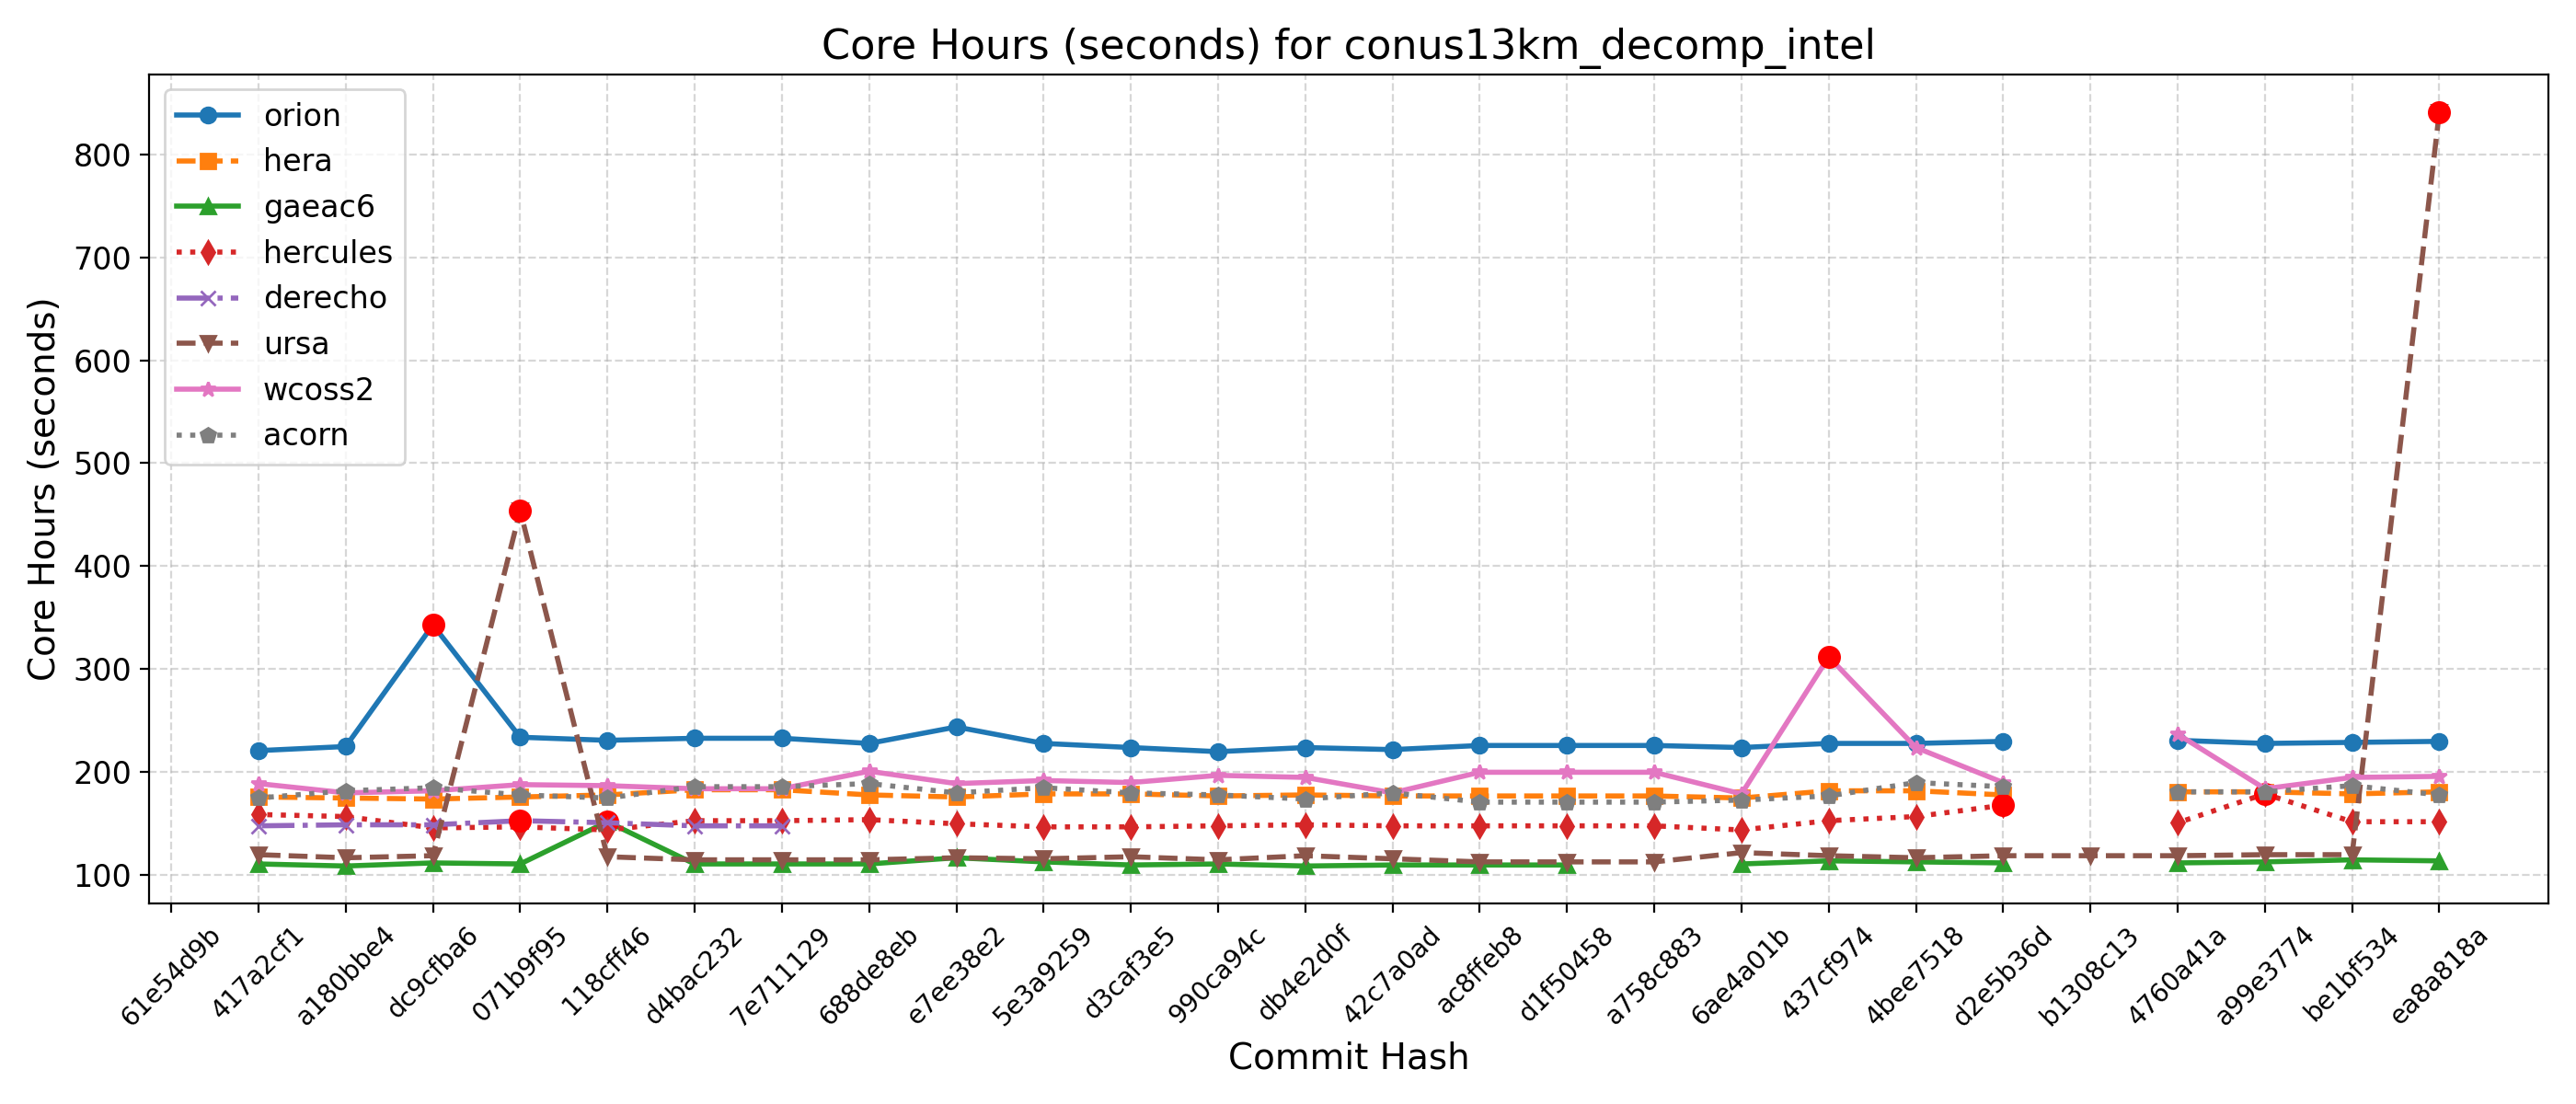 Core Hours (seconds) for conus13km_decomp_intel
orion
hera
gaeac6
hercules
derecho
ursa
wcoss2
acorn
Core Hours (seconds)
800
700
600
500
400
300
200
100
61e54d9b
417a2cf1
a180bbe4
dc9cfba6
071b9f95
118cff46
d4bac232
7e711129
688de8eb
e7ee38e2
5e3a9259
d3caf3e5
990ca94c
db4e2d0f
42c7a0ad
ac8ffeb8
d1f50458
a758c883
6ae4a01b
437cf974
4bee7518
d2e5b36d
b1308c13
4760a41a
a99e3774
be1bf534
ea8a818a
Commit Hash